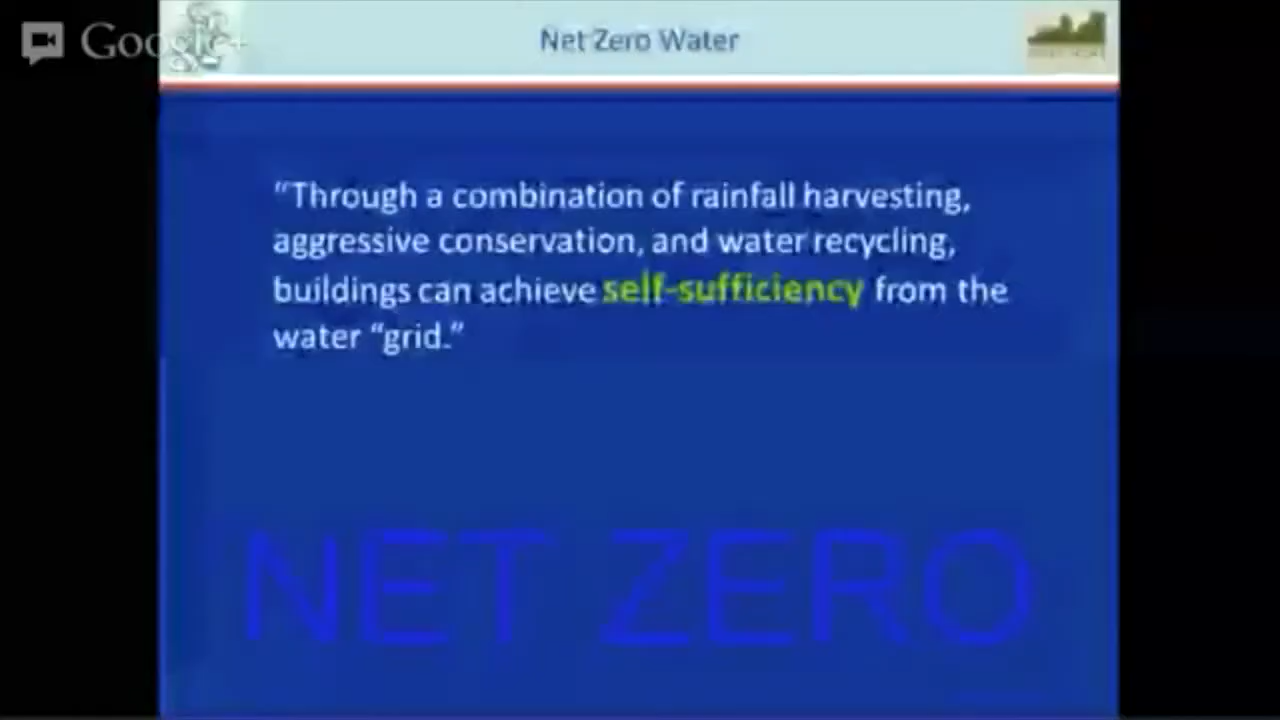 Google+
Net Zero Water
“Through a combination of rainfall harvesting,
aggressive conservation, and water recycling,
buildings can achieve self-sufficiency from the
water “grid.”
NET ZERO